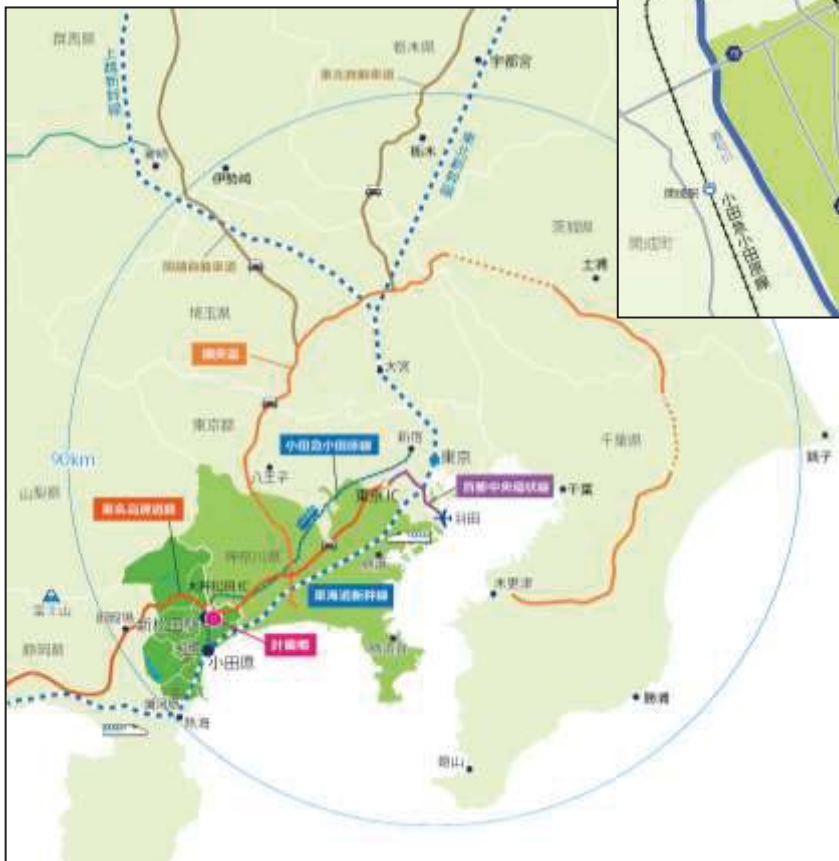 群馬県
栃木県
宇都宮
東北自動車道
上越新幹線
栃木
伊勢崎
茨城県
土浦
関越自動車道
埼玉県
圏央道
大宮
東京都
小田急小田原線
新宿
東京
千葉県
銚子
90km
八王子
東京IC
首都中央環状線
千葉
山梨県
東名高速道路
羽田
神奈川県
横浜
大井松田IC
木更津
富士山
東海道新幹線
御殿場
新松田
計画地
静岡県
小田原
横須賀
湯河原
熱海
勝浦
館山
78
開成駅
小田急小田原線
開成町